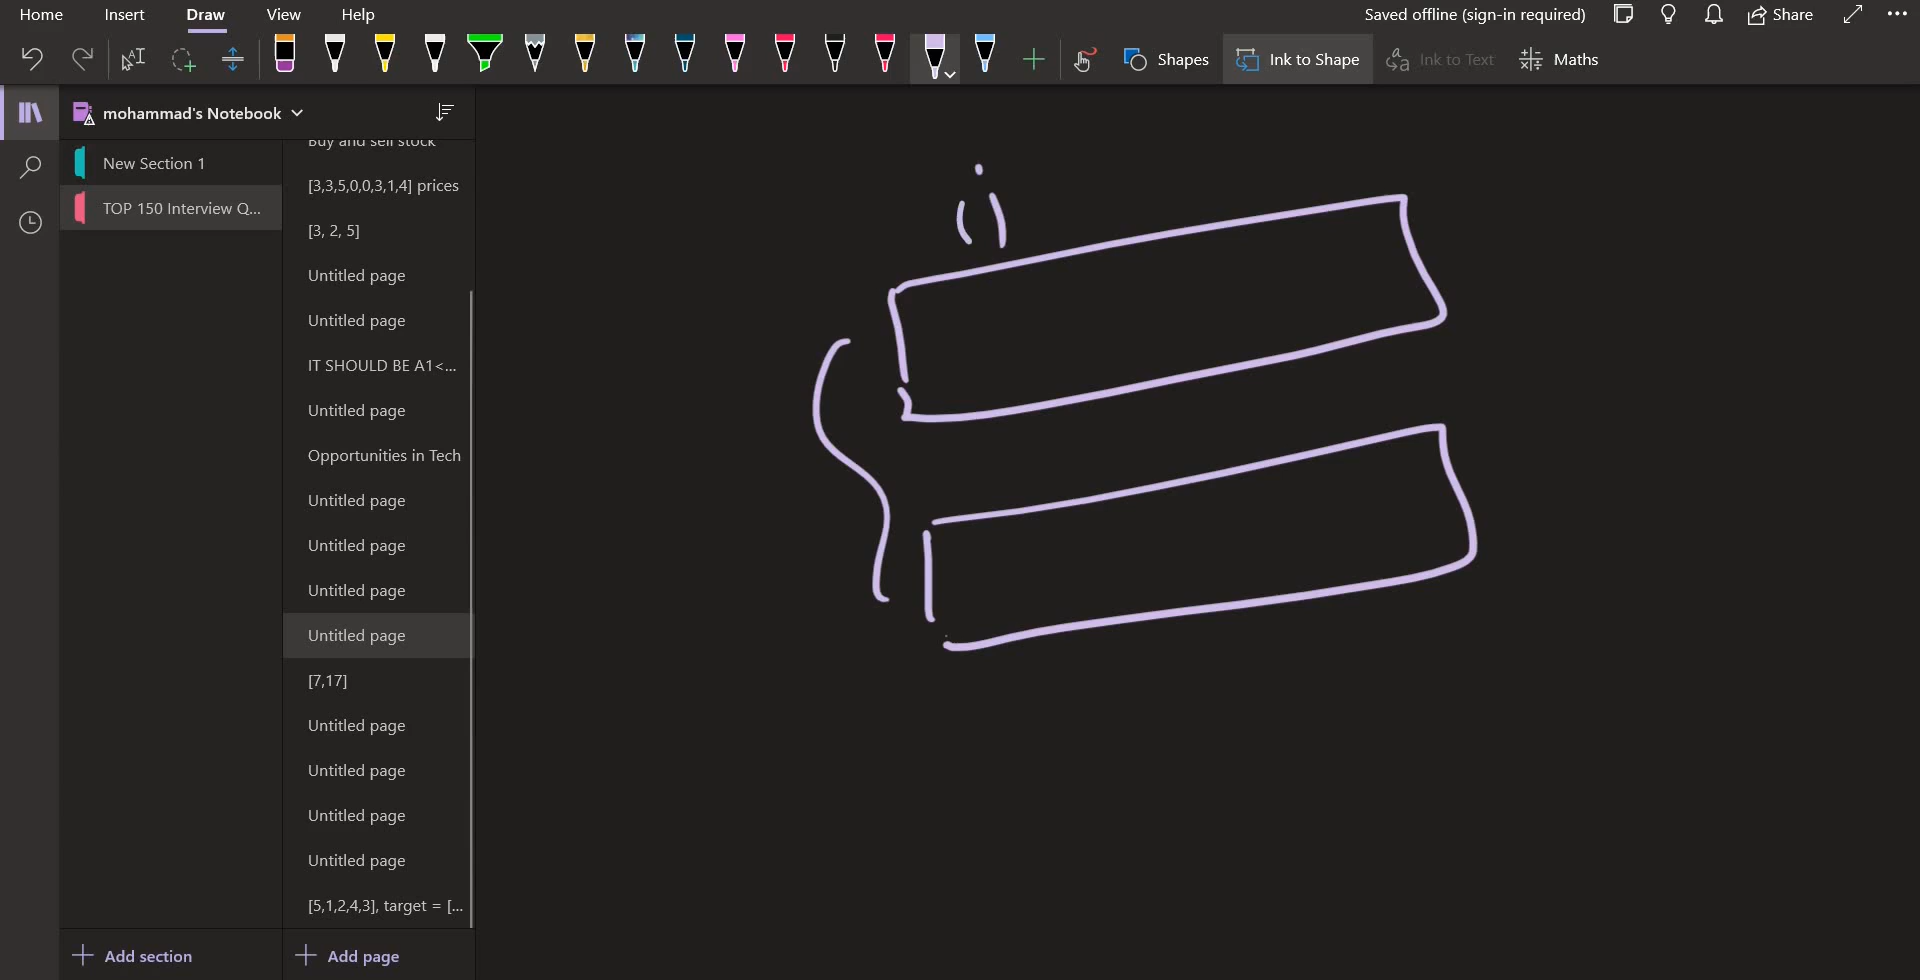 Home Insert Draw View Help Saved offline (sign-in required) Share
Shapes Ink to Shape Ink to Text Maths
mohammad's Notebook
New Section 1
TOP 150 Interview Q...
Buy and sell stock
[3,3,5,0,0,3,1,4] prices
[3, 2, 5]
Untitled page
Untitled page
IT SHOULD BE A1<...
Untitled page
Opportunities in Tech
Untitled page
Untitled page
Untitled page
Untitled page
[7,17]
Untitled page
Untitled page
Untitled page
Untitled page
[5,1,2,4,3], target = [...
Add section
Add page